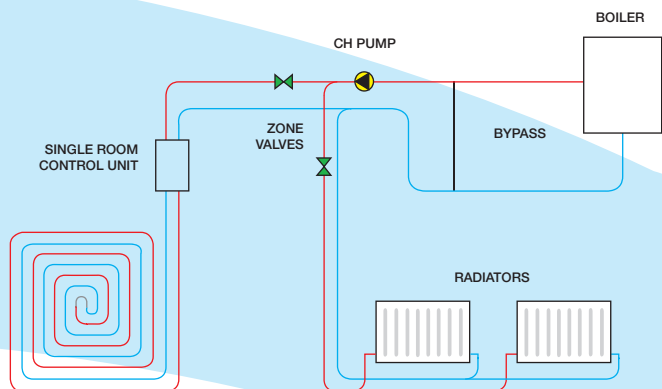 BOILER
CH PUMP
ZONE
VALVES
BYPASS
SINGLE ROOM
CONTROL UNIT
RADIATORS